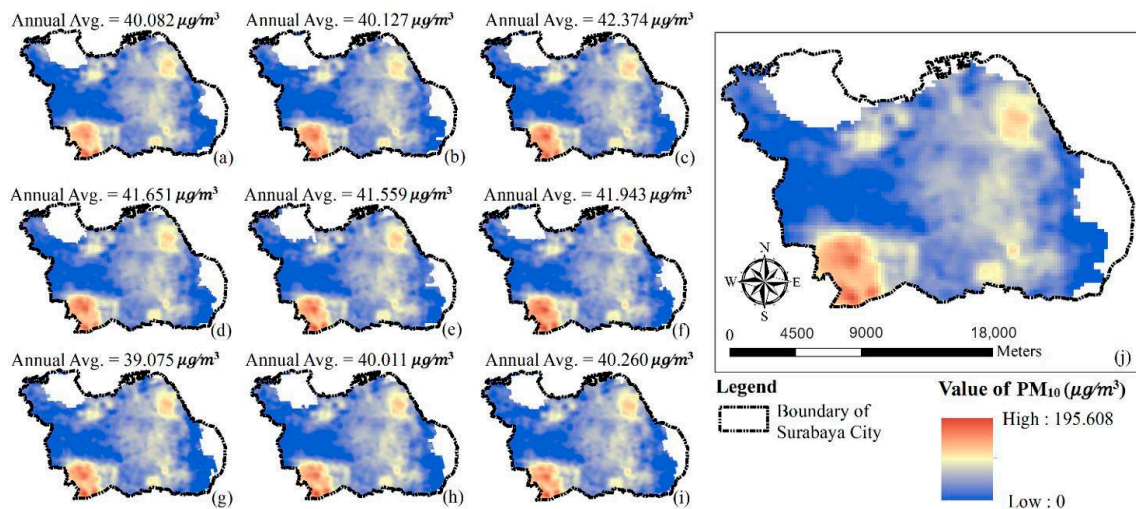 Annual Avg. = 40.082 μg/m³
Annual Avg. = 40.127 μg/m³
Annual Avg. = 42.374 μg/m³
(a)
(b)
(c)
Annual Avg. = 41.651 μg/m³
Annual Avg. = 41.559 μg/m³
Annual Avg. = 41.943 μg/m³
(d)
(e)
(f)
Annual Avg. = 39.075 μg/m³
Annual Avg. = 40.011 μg/m³
Annual Avg. = 40.260 μg/m³
(g)
(h)
(i)
N
W E
S
0 4500 9000 18,000
Meters
(j)
Legend
Boundary of
Surabaya City
Value of PM₁₀ (μg/m³)
High : 195.608
Low : 0